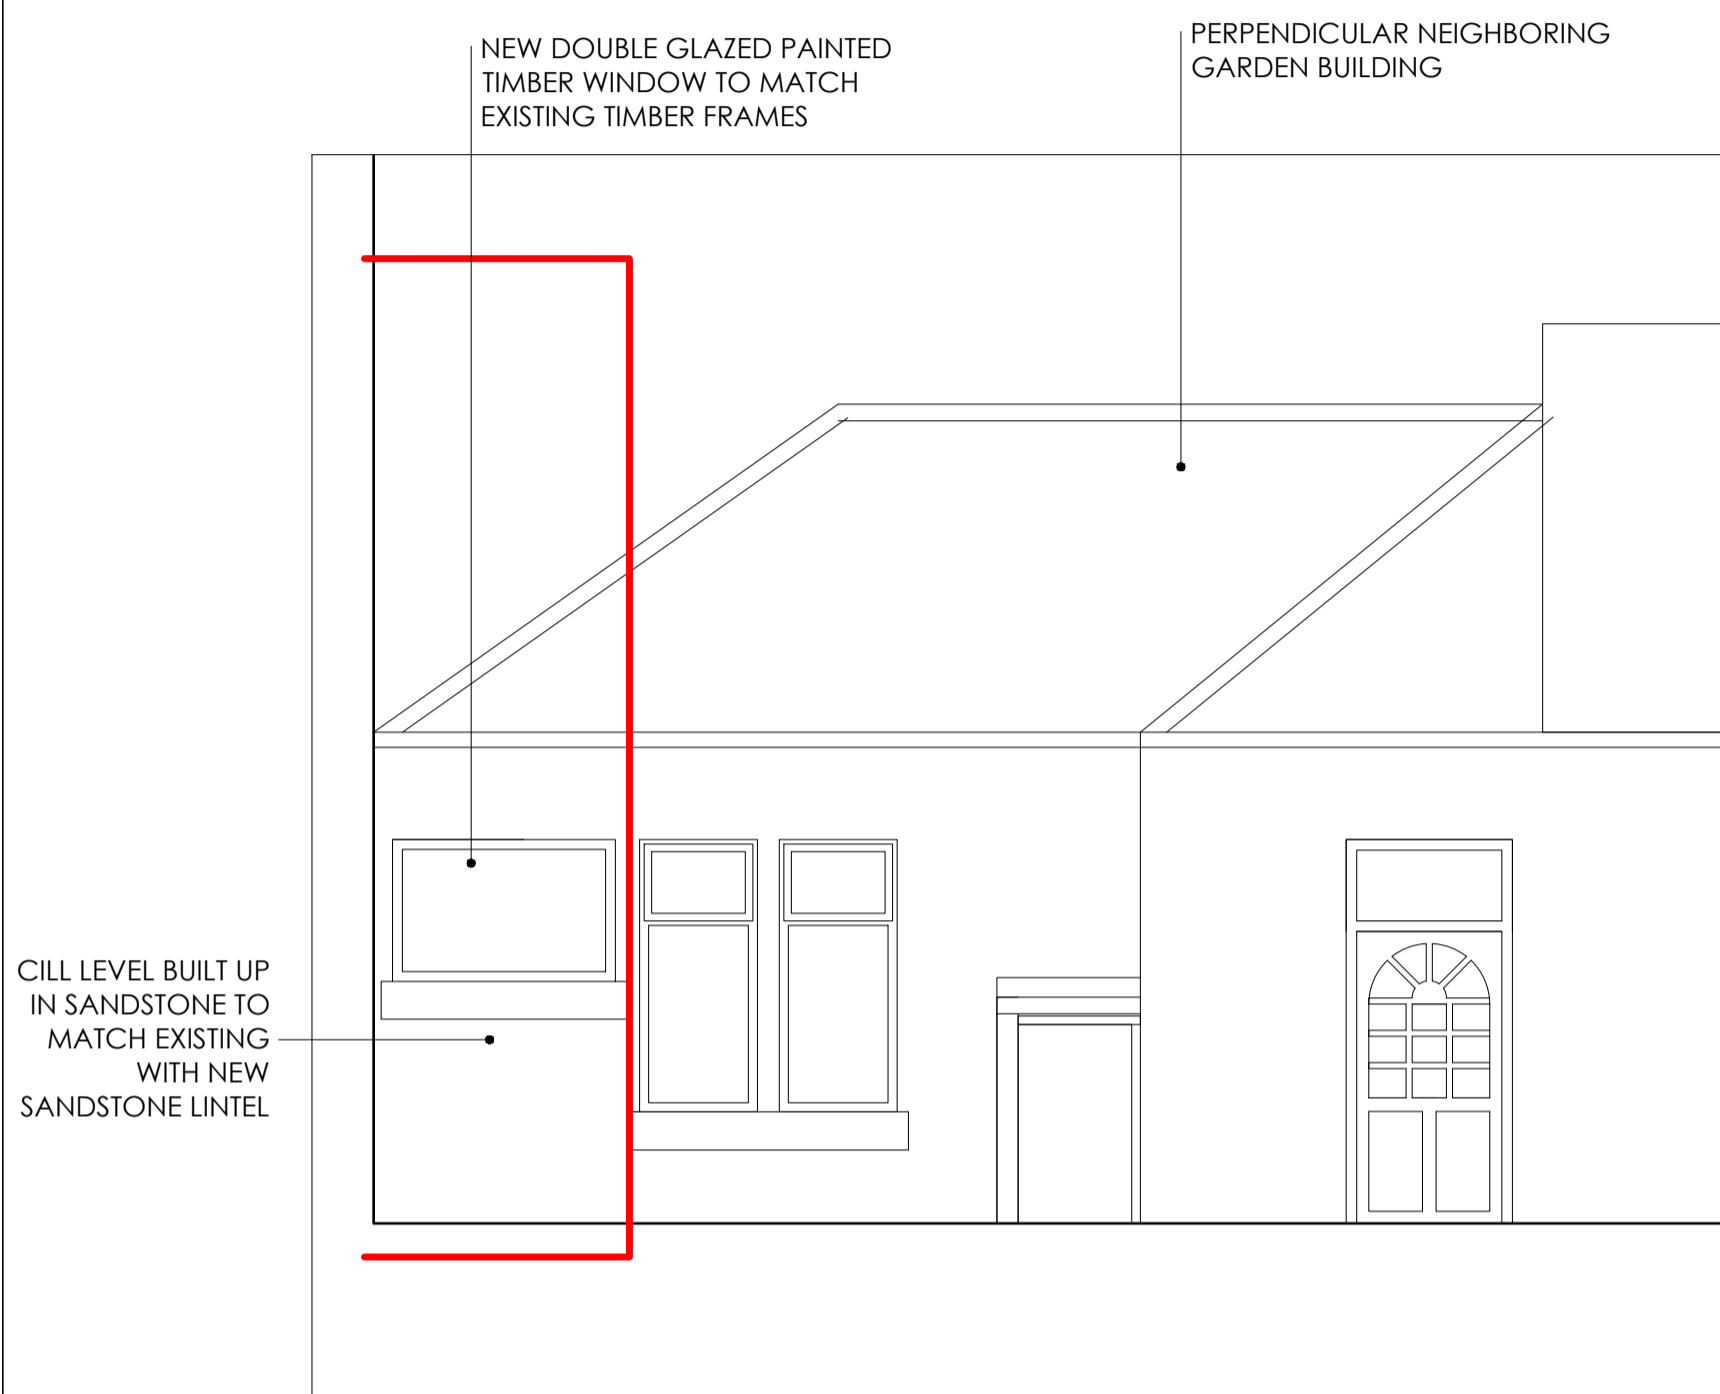 NEW DOUBLE GLAZED PAINTED
TIMBER WINDOW TO MATCH
EXISTING TIMBER FRAMES
PERPENDICULAR NEIGHBORING
GARDEN BUILDING
CILL LEVEL BUILT UP
IN SANDSTONE TO
MATCH EXISTING
WITH NEW
SANDSTONE LINTEL